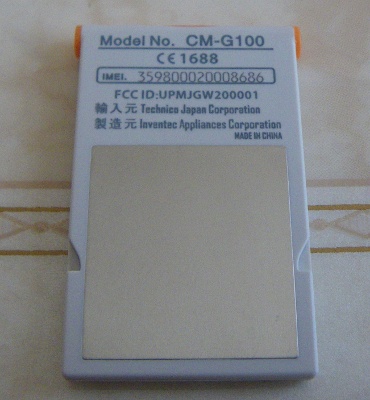 Model No. CM-G100
CE 1688
IMEI. 359800020008686
FCC ID:UPMJGW200001
輸入元 Technico Japan Corporation
製造元 Inventec Appliances Corporation
MADE IN CHINA